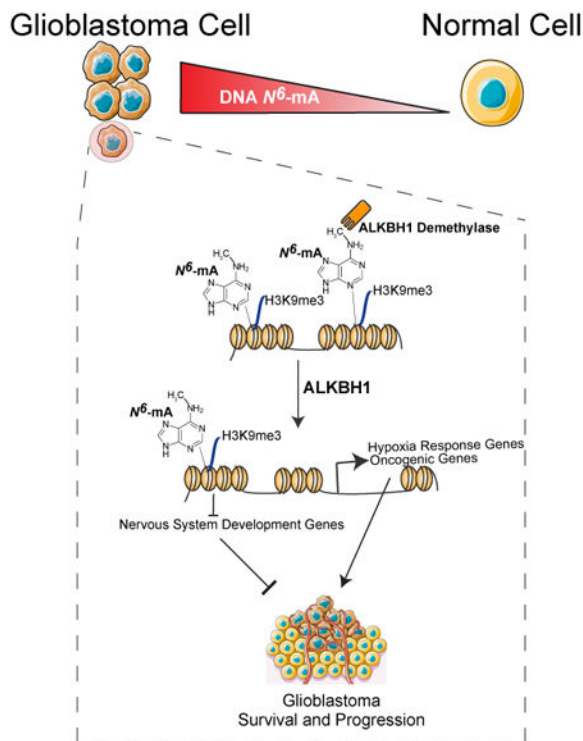 Glioblastoma Cell
Normal Cell
DNA N⁶-mA
H₃C
NH₂
ALKBH1 Demethylase
N⁶-mA
N
N
N
N
H
H3K9me3
H₃C
NH₂
N⁶-mA
N
N
N
N
H
H3K9me3
ALKBH1
H₃C
NH₂
N⁶-mA
N
N
N
N
H
H3K9me3
Hypoxia Response Genes
Oncogenic Genes
Nervous System Development Genes
Glioblastoma
Survival and Progression